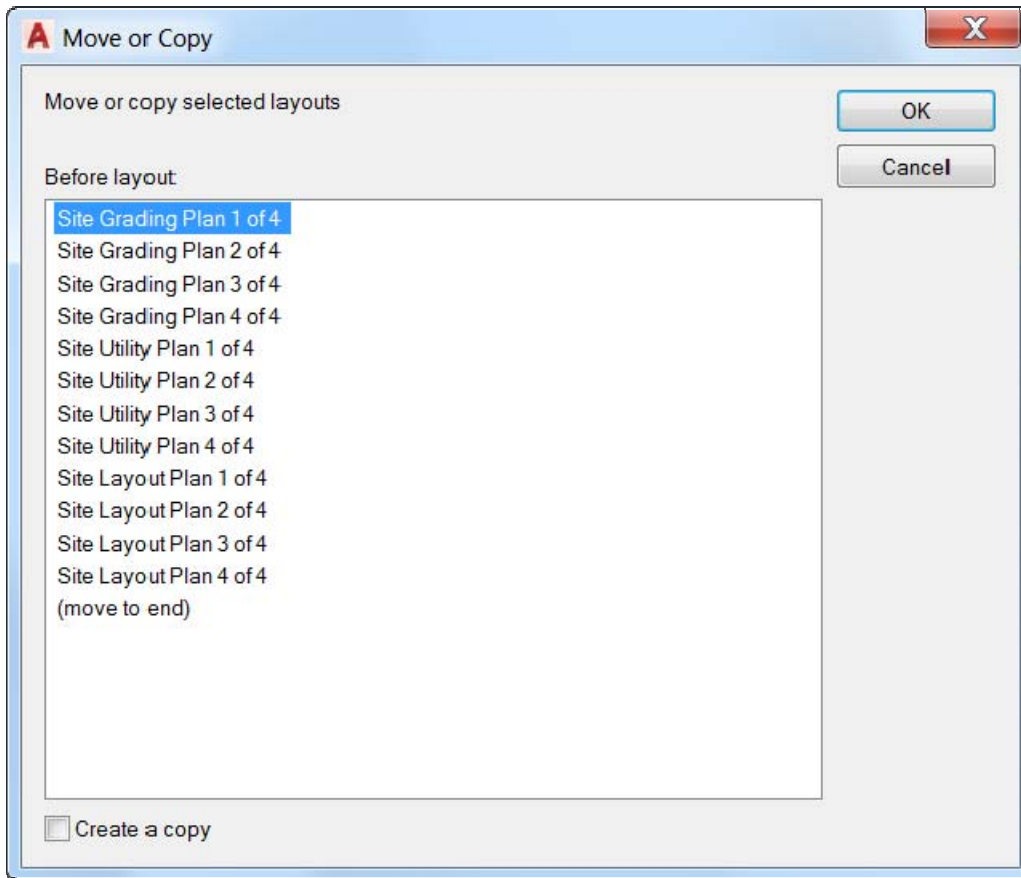 A Move or Copy X
Move or copy selected layouts
OK
Cancel
Before layout:
Site Grading Plan 1 of 4
Site Grading Plan 2 of 4
Site Grading Plan 3 of 4
Site Grading Plan 4 of 4
Site Utility Plan 1 of 4
Site Utility Plan 2 of 4
Site Utility Plan 3 of 4
Site Utility Plan 4 of 4
Site Layout Plan 1 of 4
Site Layout Plan 2 of 4
Site Layout Plan 3 of 4
Site Layout Plan 4 of 4
(move to end)
Create a copy